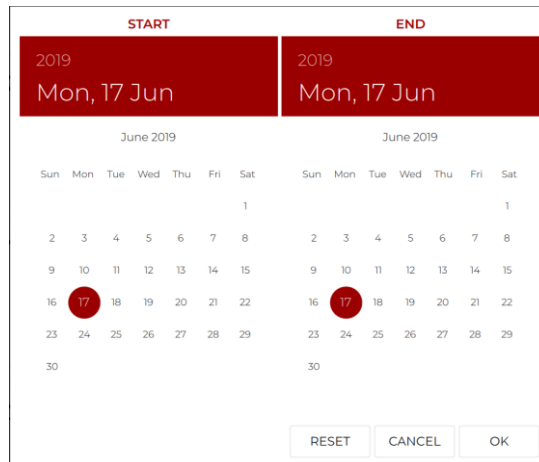 START
2019
Mon, 17 Jun
June 2019
Sun Mon Tue Wed Thu Fri Sat
1
2 3 4 5 6 7 8
9 10 11 12 13 14 15
16 17 18 19 20 21 22
23 24 25 26 27 28 29
30
END
2019
Mon, 17 Jun
June 2019
Sun Mon Tue Wed Thu Fri Sat
1
2 3 4 5 6 7 8
9 10 11 12 13 14 15
16 17 18 19 20 21 22
23 24 25 26 27 28 29
30
RESET CANCEL OK